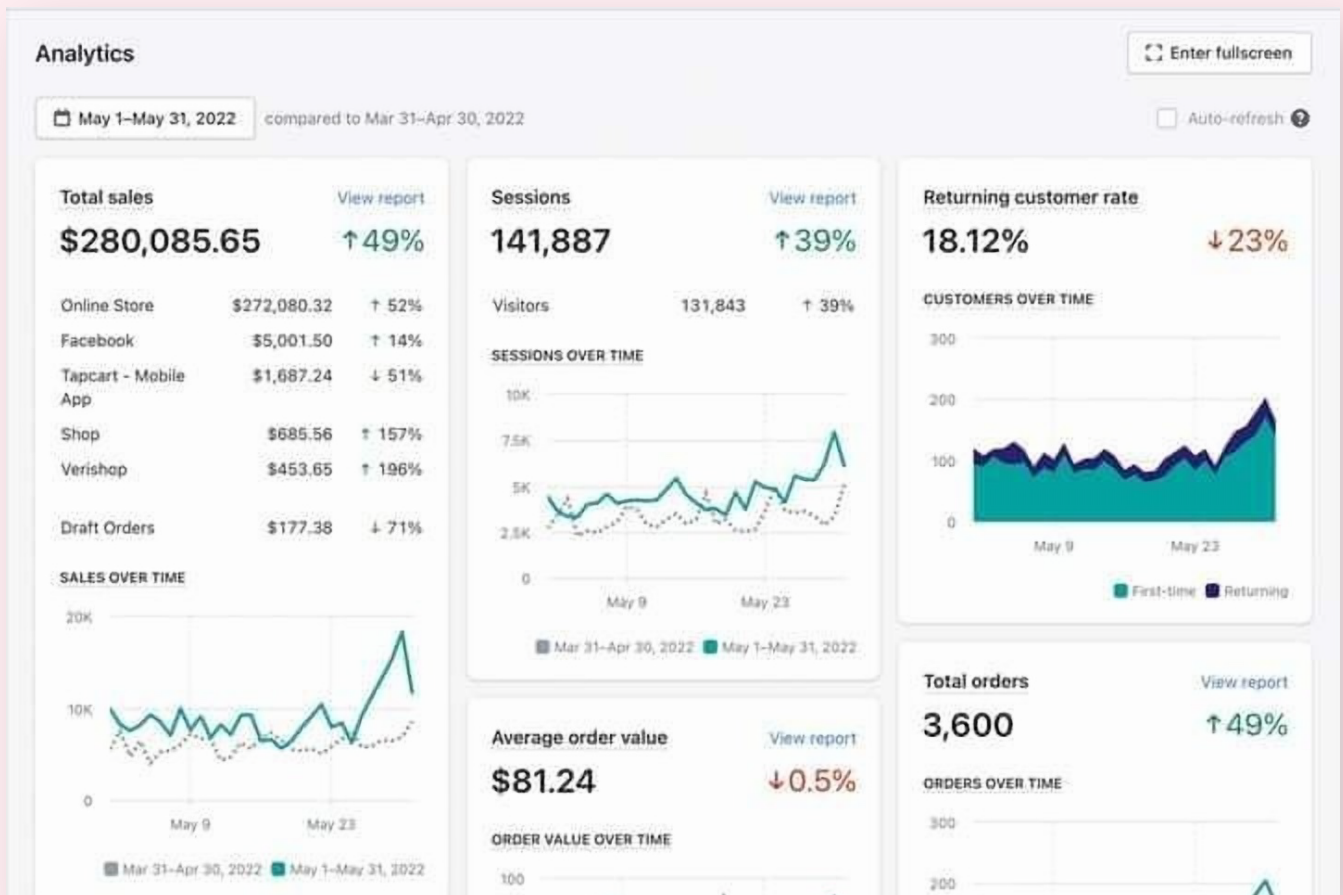 Analytics
Enter fullscreen
May 1–May 31, 2022
compared to Mar 31–Apr 30, 2022
Auto-refresh ?
Total sales View report
$280,085.65 ↑49%
Online Store $272,080.32 ↑ 52%
Facebook $5,001.50 ↑ 14%
Tapcart - Mobile $1,687.24 ↓ 51%
App
Shop $685.56 ↑ 157%
Verishop $453.65 ↑ 196%
Draft Orders $177.38 ↓ 71%
SALES OVER TIME
20K
10K
0
May 9 May 23
Mar 31–Apr 30, 2022 May 1–May 31, 2022
Sessions View report
141,887 ↑39%
Visitors 131,843 ↑ 39%
SESSIONS OVER TIME
10K
7.5K
5K
2.5K
0
May 9 May 23
Mar 31–Apr 30, 2022 May 1–May 31, 2022
Average order value View report
$81.24 ↓0.5%
ORDER VALUE OVER TIME
100
Returning customer rate
18.12% ↓23%
CUSTOMERS OVER TIME
300
200
100
0
May 9 May 23
First-time Returning
Total orders View report
3,600 ↑49%
ORDERS OVER TIME
300
200